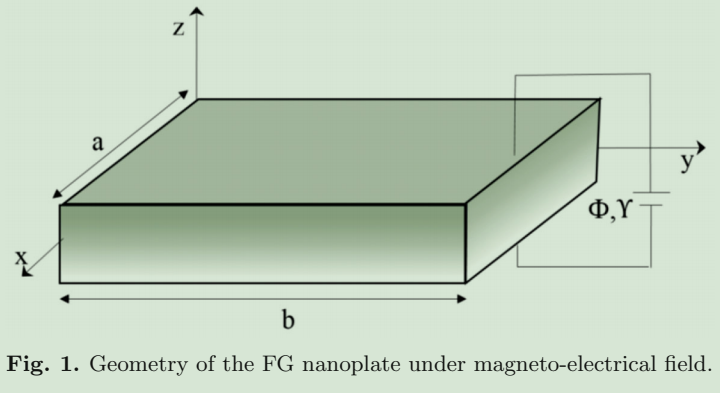 z
a
y
Φ,ϒ
x
b
Fig. 1. Geometry of the FG nanoplate under magneto-electrical field.